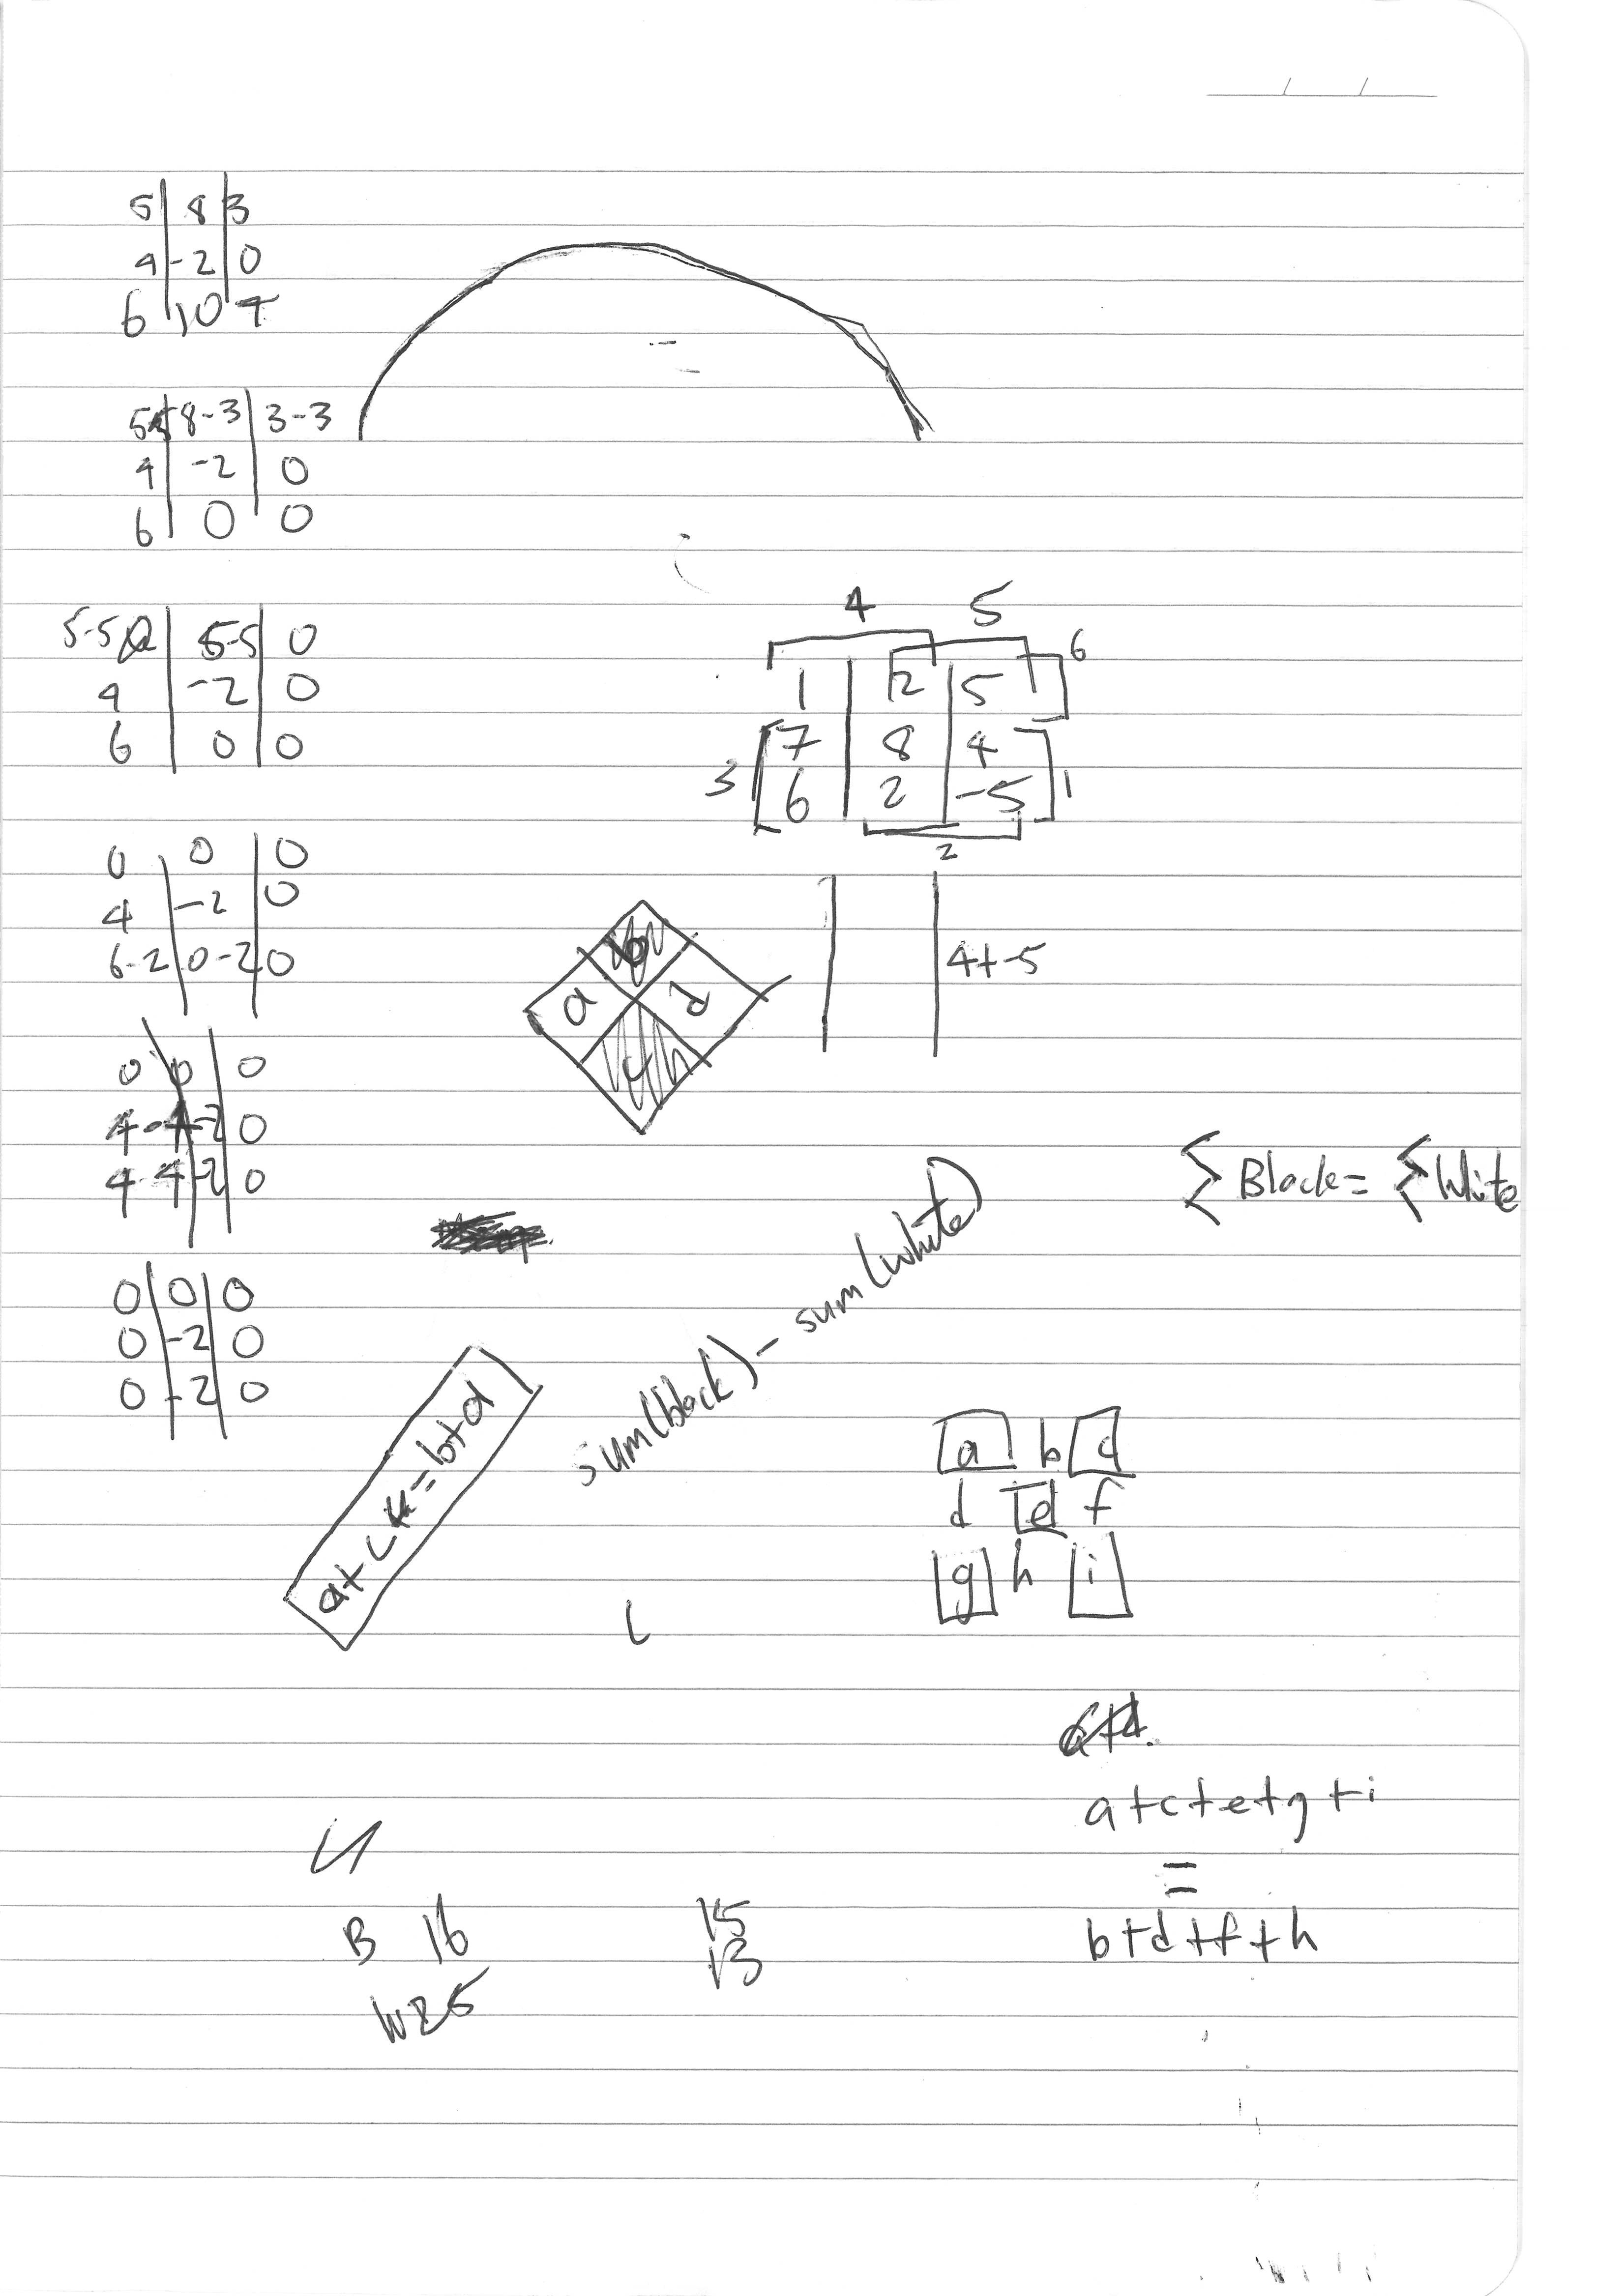 5 8 3
4 -2 0
6 10 7
5 8-3 3-3
4 -2 0
6 0 0
5-5 5-5 0
4 -2 0
6 0 0
0 0 0
4 -2 0
6-2 0-2 0
0 0 0
4-4 -2 0
4-4 -2 0
0 0 0
0 -2 0
0 -2 0
4 5
6
1 2 5
7 8 4
3 1
6 2 -5
2
4+-5
b
a d
c
Σ Black = Σ White
sum(black) - sum(white)
a+c = b+d
a b c
d e f
g h i
a+c+e+g+i
=
b+d+f+h
B 16
W 25
15
13